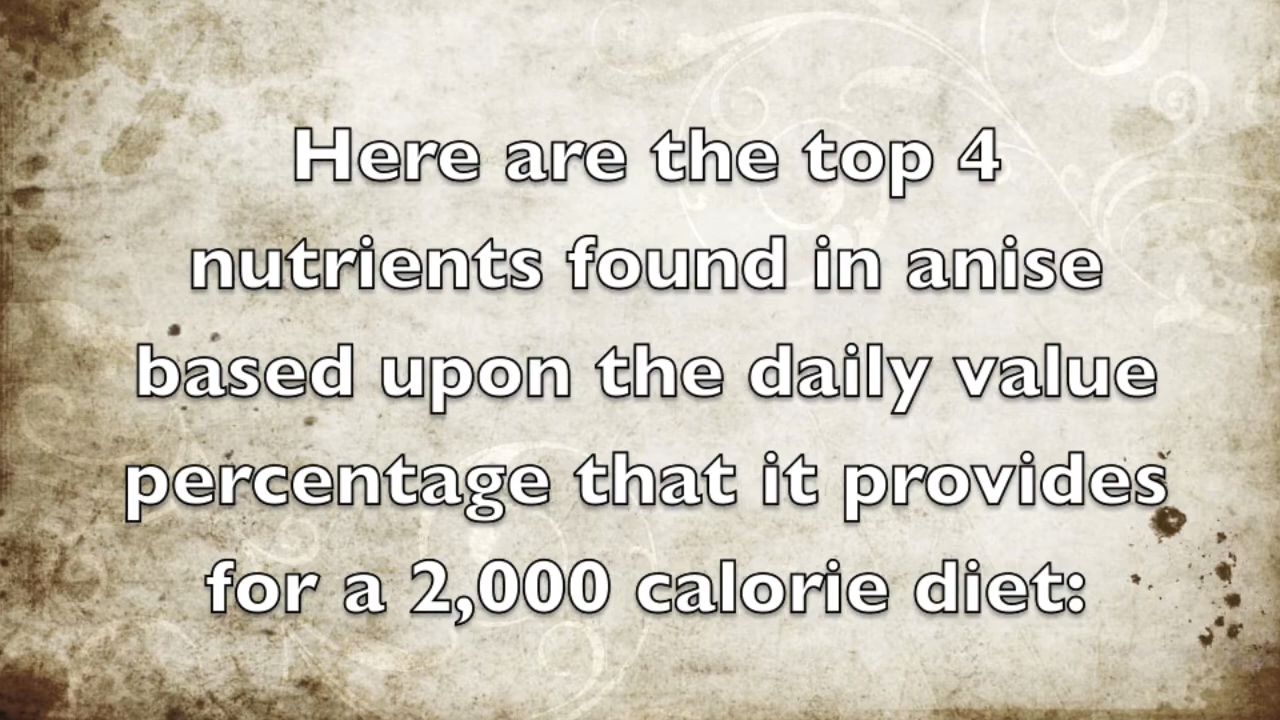 Here are the top 4
nutrients found in anise
based upon the daily value
percentage that it provides
for a 2,000 calorie diet: